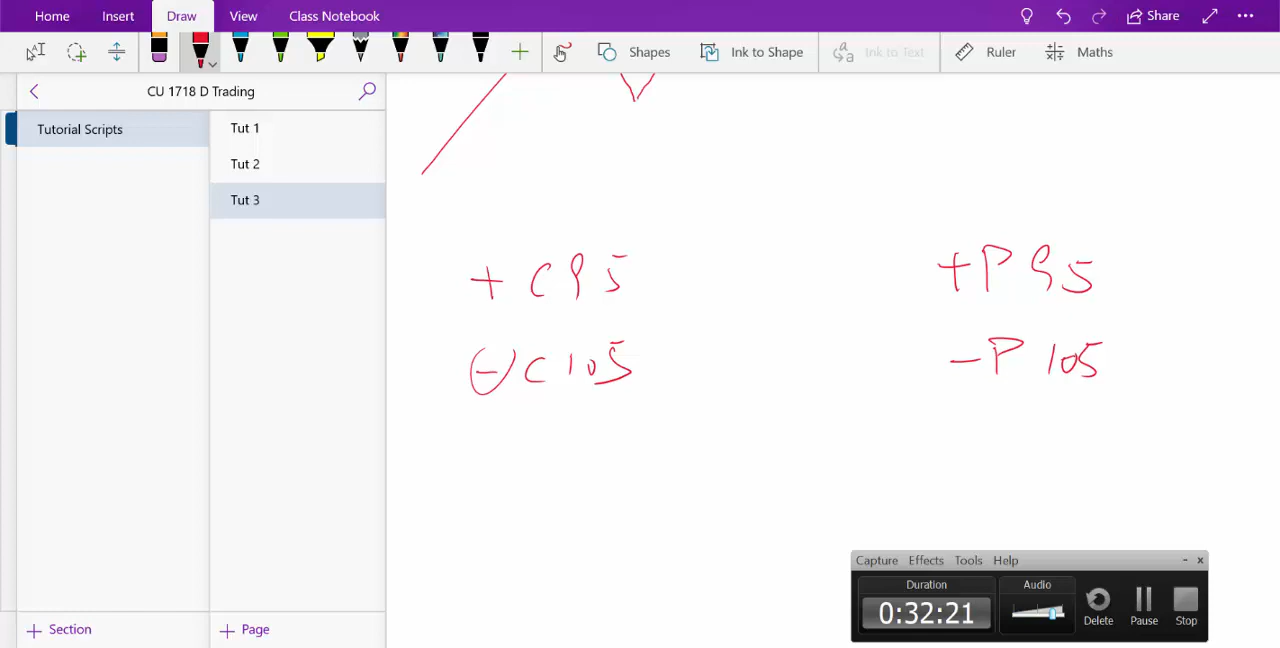 Home Insert Draw View Class Notebook Share
Shapes Ink to Shape Ink to Text Ruler Maths
CU 1718 D Trading
Tutorial Scripts
Tut 1
Tut 2
Tut 3
+ C 95
- C 105
+ P 95
- P 105
Capture Effects Tools Help
Duration Audio
0:32:21
Delete Pause Stop
Section Page